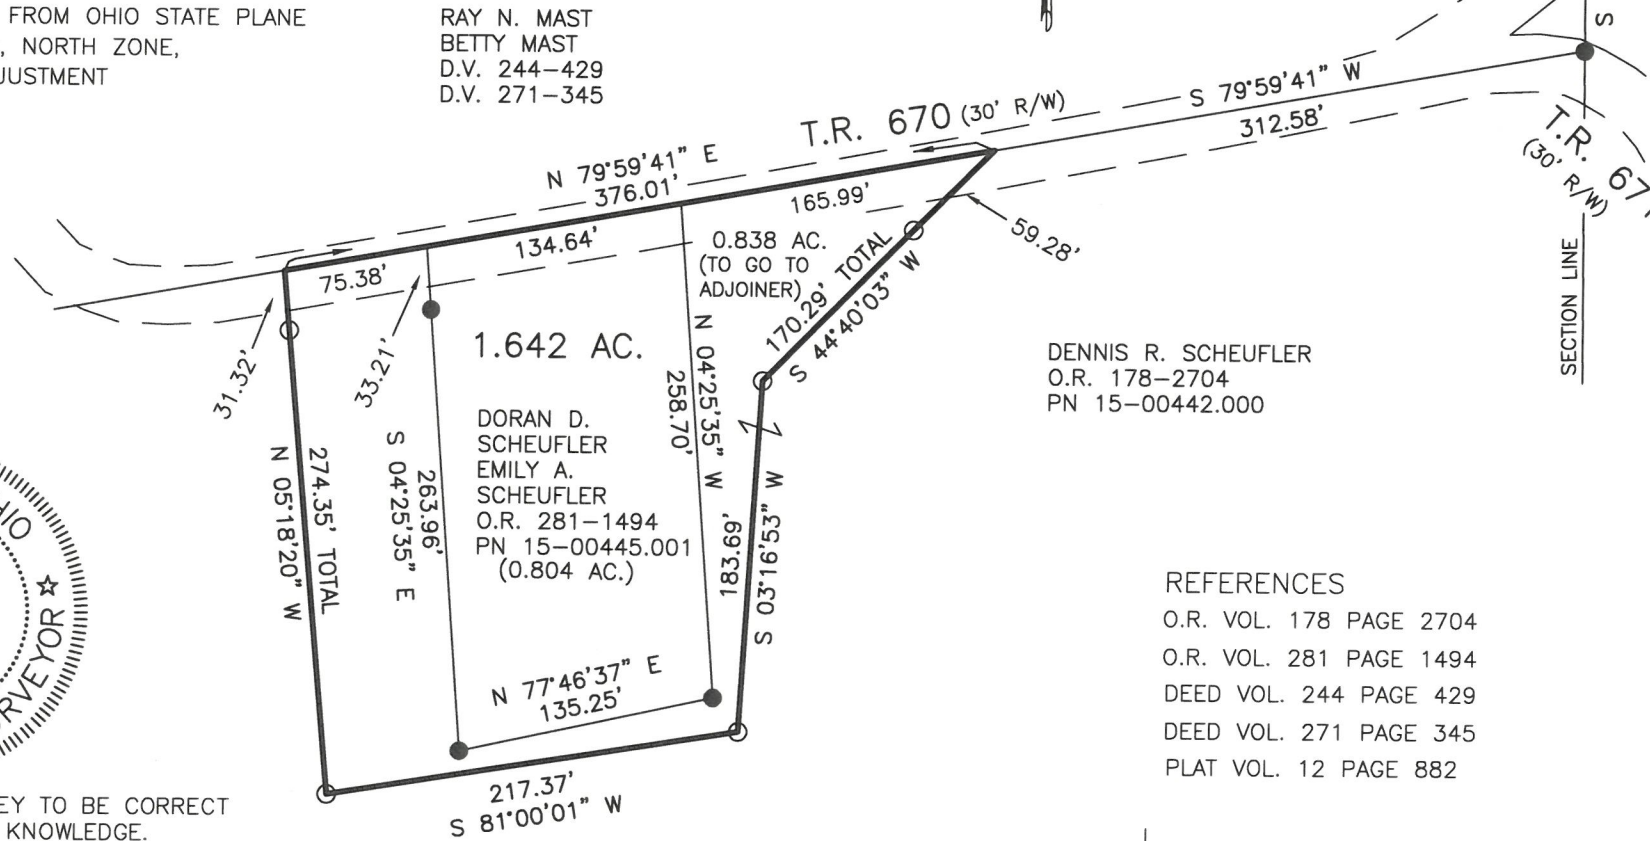 FROM OHIO STATE PLANE
, NORTH ZONE,
JUSTMENT
RAY N. MAST
BETTY MAST
D.V. 244-429
D.V. 271-345
T.R. 670 (30' R/W)
S 79°59'41" W
312.58'
S
T.R. 67
(30' R/W)
N 79°59'41" E
376.01'
165.99'
134.64'
75.38'
0.838 AC.
(TO GO TO
ADJOINER)
59.28'
170.29' TOTAL
S 44°40'03" W
SECTION LINE
31.32'
33.21'
1.642 AC.
N 04°25'35" W
258.70'
DENNIS R. SCHEUFLER
O.R. 178-2704
PN 15-00442.000
DORAN D.
SCHEUFLER
EMILY A.
SCHEUFLER
O.R. 281-1494
PN 15-00445.001
(0.804 AC.)
274.35' TOTAL
N 05°18'20" W
263.96'
S 04°25'35" E
183.69'
S 03°16'53" W
N 77°46'37" E
135.25'
217.37'
S 81°00'01" W
HIO
RVEYOR
REFERENCES
O.R. VOL. 178 PAGE 2704
O.R. VOL. 281 PAGE 1494
DEED VOL. 244 PAGE 429
DEED VOL. 271 PAGE 345
PLAT VOL. 12 PAGE 882
EY TO BE CORRECT
KNOWLEDGE.